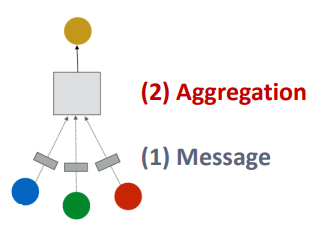 (2) Aggregation
(1) Message